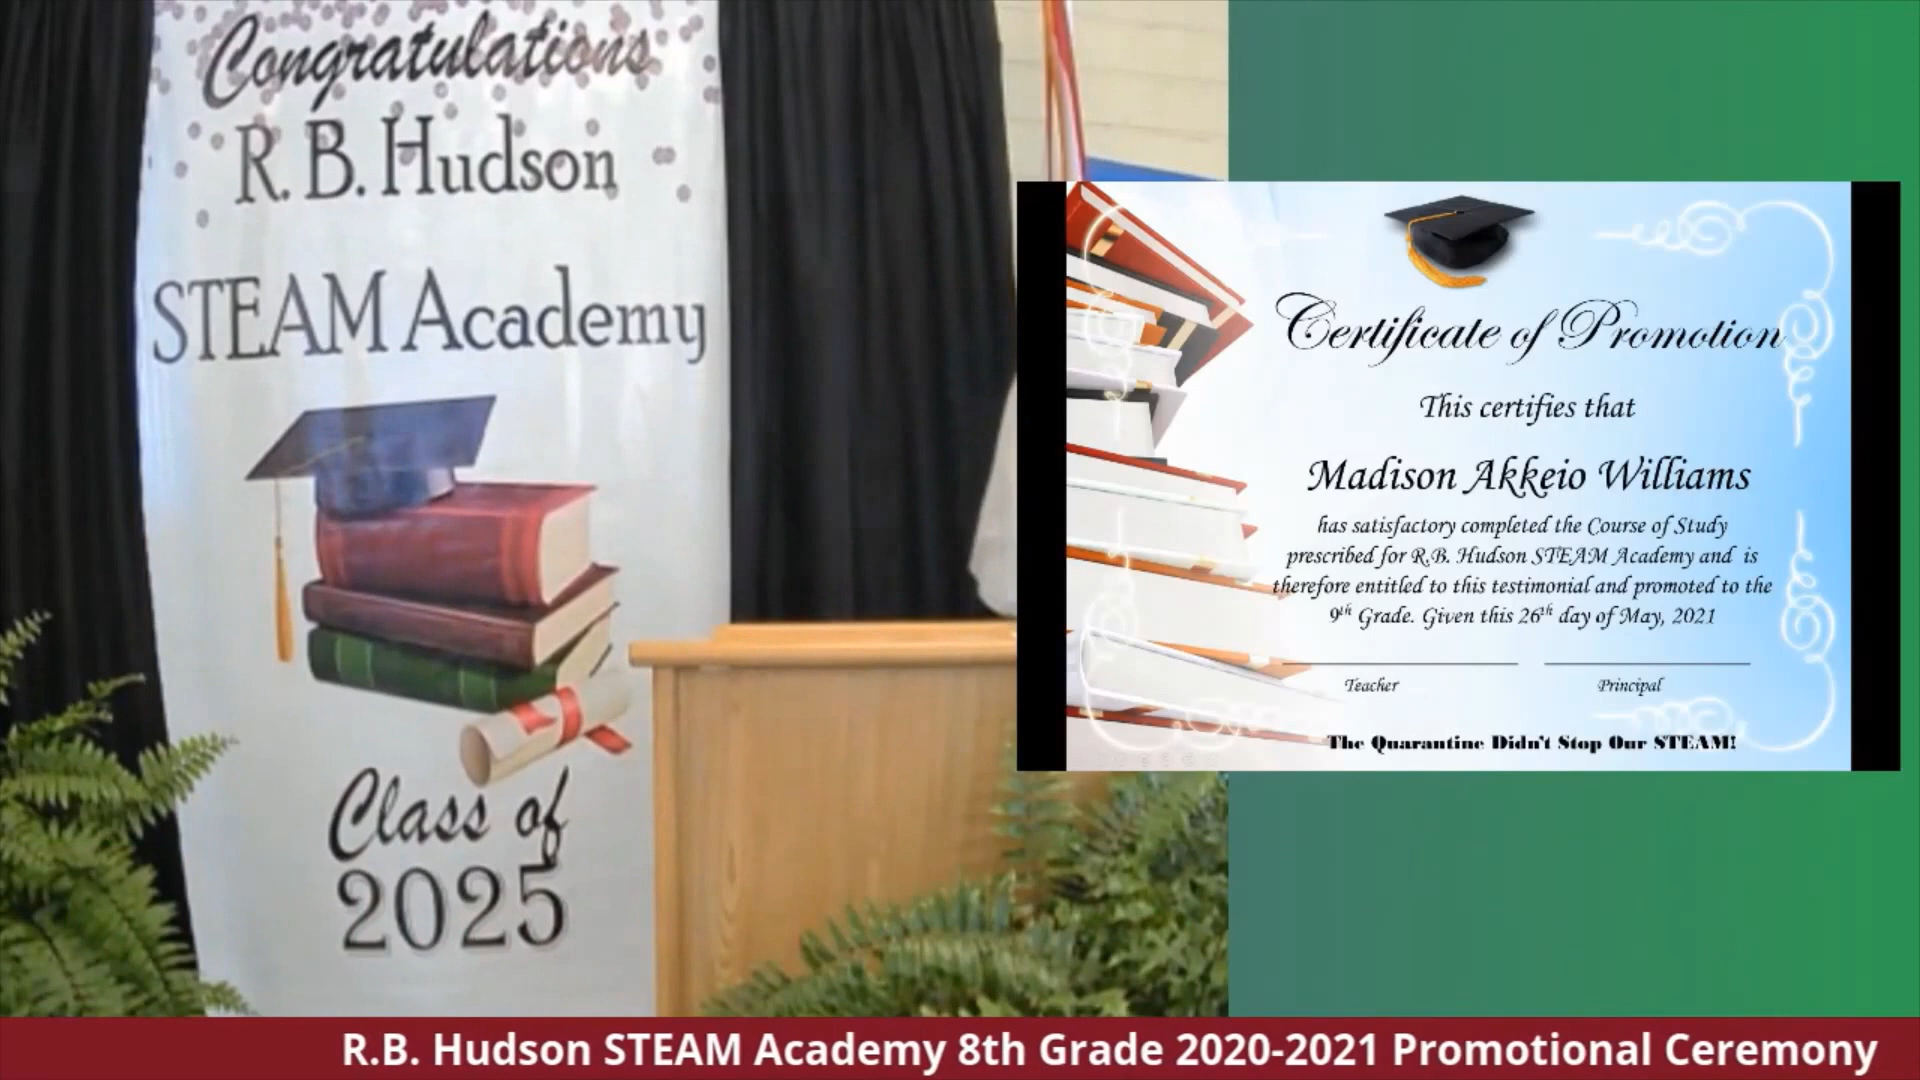 Congratulations
R. B. Hudson
STEAM Academy
Class of
2025
Certificate of Promotion
This certifies that
Madison Akkeio Williams
has satisfactory completed the Course of Study
prescribed for R.B. Hudson STEAM Academy and is
therefore entitled to this testimonial and promoted to the
9th Grade. Given this 26th day of May, 2021
Teacher Principal
The Quarantine Didn't Stop Our STEAM!
R.B. Hudson STEAM Academy 8th Grade 2020-2021 Promotional Ceremony